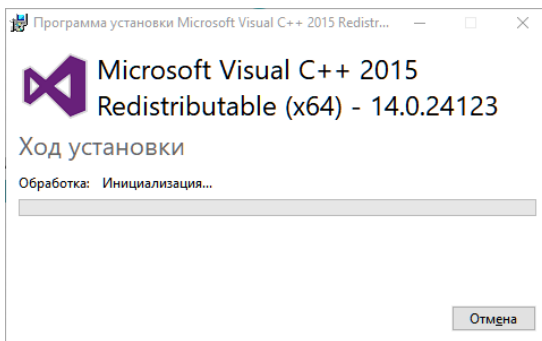 Программа установки Microsoft Visual C++ 2015 Redistr...
Microsoft Visual C++ 2015
Redistributable (x64) - 14.0.24123
Ход установки
Обработка: Инициализация...
Отмена